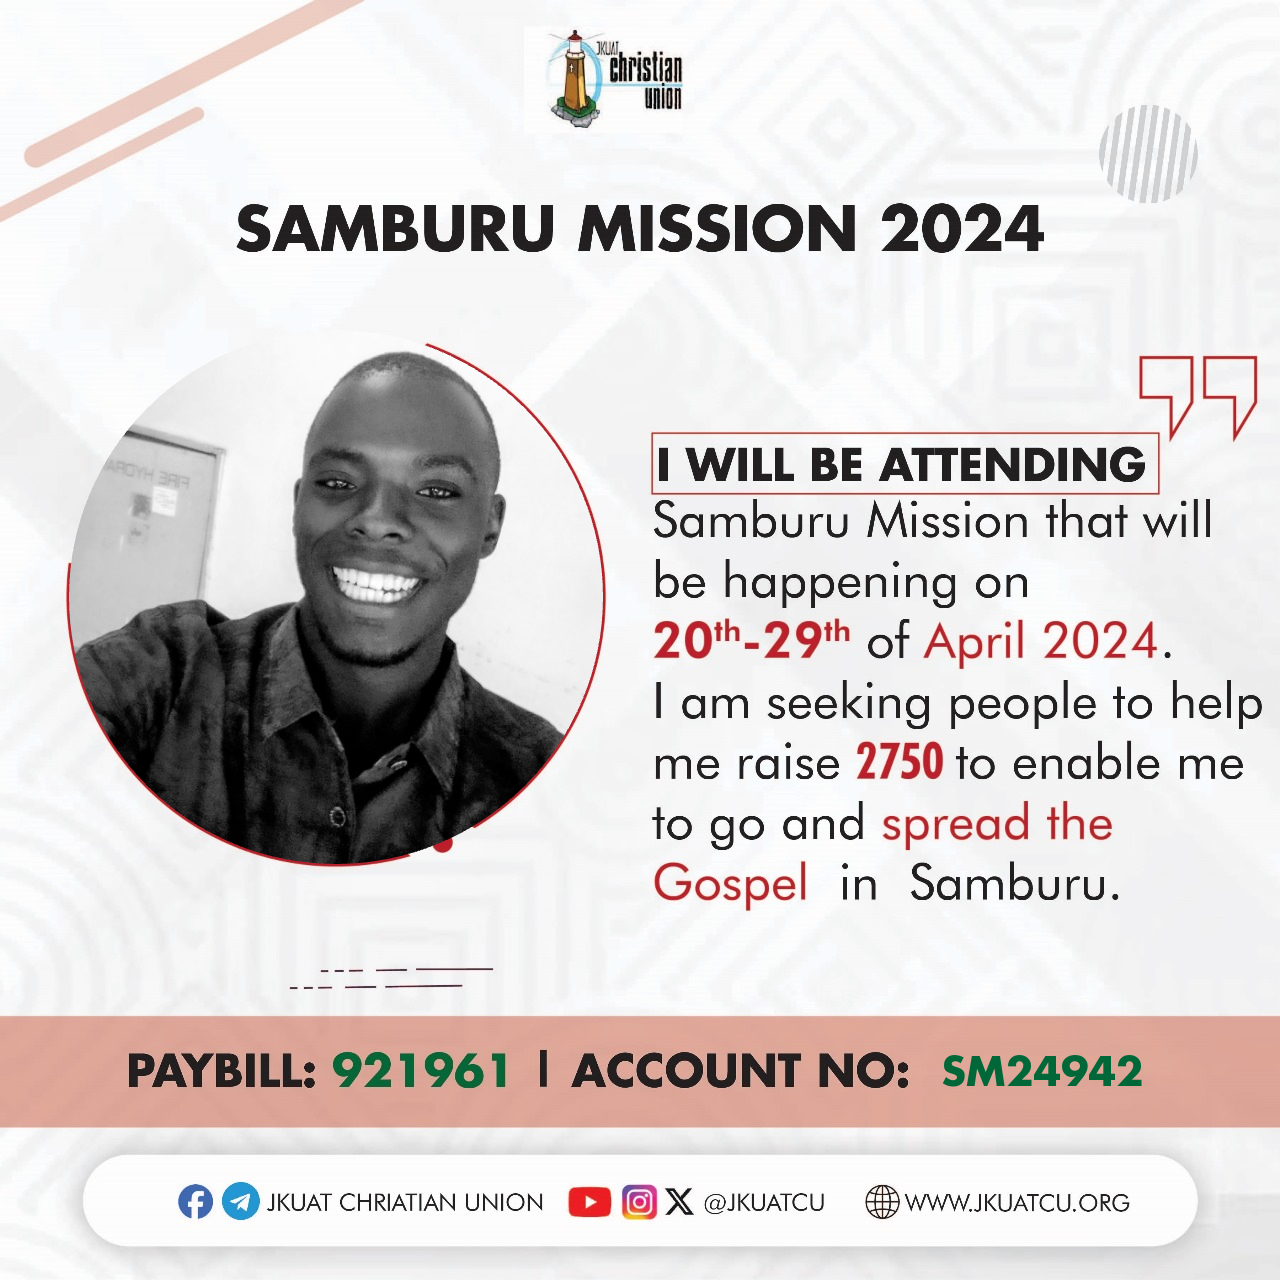 JKUAT
christian
union
SAMBURU MISSION 2024
I WILL BE ATTENDING
Samburu Mission that will
be happening on
20th-29th of April 2024.
I am seeking people to help
me raise 2750 to enable me
to go and spread the
Gospel in Samburu.
PAYBILL: 921961 | ACCOUNT NO: SM24942
JKUAT CHRIATIAN UNION @JKUATCU WWW.JKUATCU.ORG